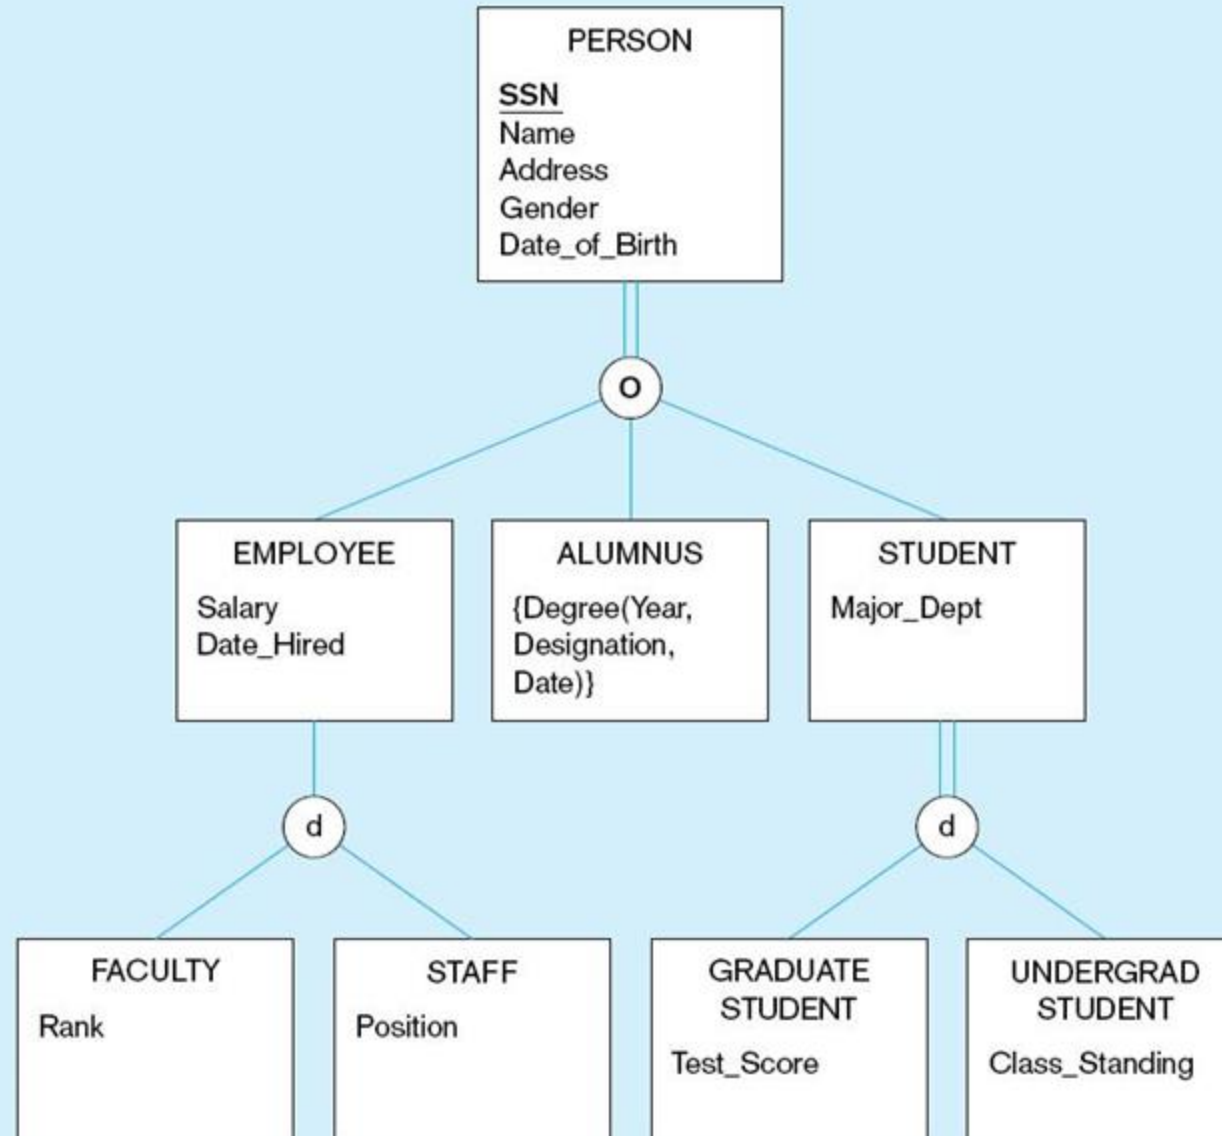 PERSON
SSN
Name
Address
Gender
Date_of_Birth
O
EMPLOYEE
Salary
Date_Hired
ALUMNUS
{Degree(Year,
Designation,
Date)}
STUDENT
Major_Dept
d
d
FACULTY
Rank
STAFF
Position
GRADUATE
STUDENT
Test_Score
UNDERGRAD
STUDENT
Class_Standing